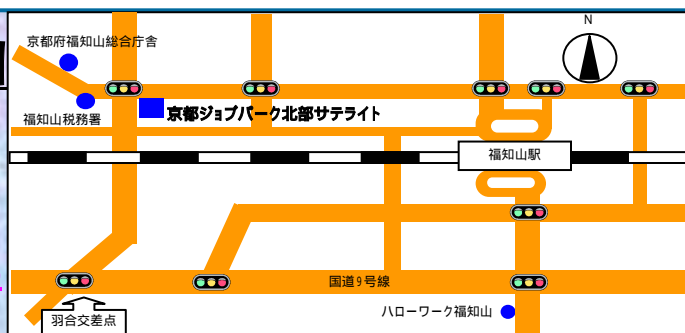 N
京都府福知山総合庁舎
福知山税務署
京都ジョブパーク北部サテライト
福知山駅
国道9号線
ハローワーク福知山
羽合交差点